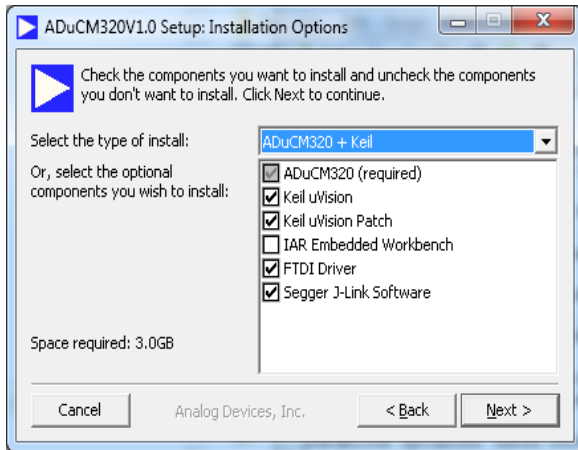 ADuCM320V1.0 Setup: Installation Options
Check the components you want to install and uncheck the components
you don't want to install. Click Next to continue.
Select the type of install:
ADuCM320 + Keil
Or, select the optional
components you wish to install:
ADuCM320 (required)
Keil uVision
Keil uVision Patch
IAR Embedded Workbench
FTDI Driver
Segger J-Link Software
Space required: 3.0GB
Cancel
Analog Devices, Inc.
< Back
Next >